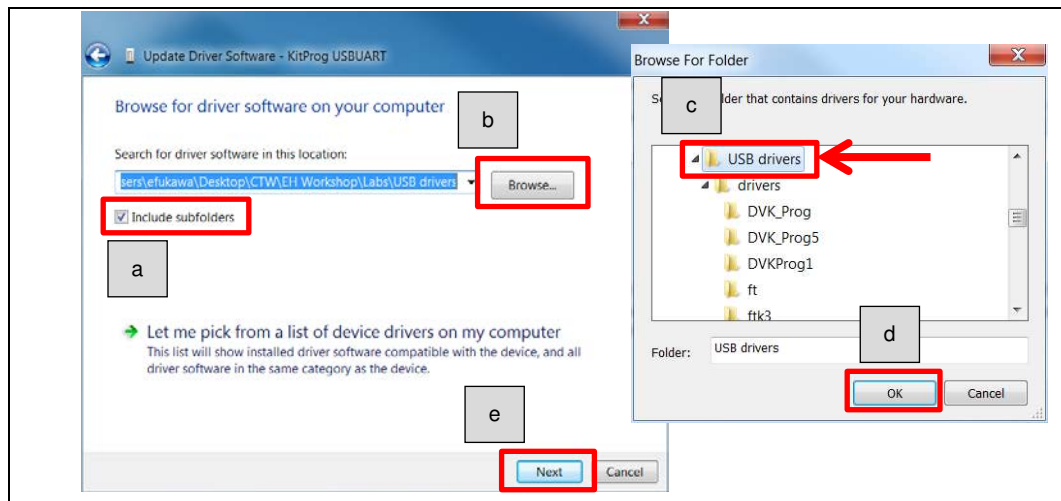 Update Driver Software - KitProg USBUART
Browse for driver software on your computer
b
Search for driver software in this location:
sers\efukawa\Desktop\CTW\EH Workshop\Labs\USB drivers
Browse...
Include subfolders
a
Let me pick from a list of device drivers on my computer
This list will show installed driver software compatible with the device, and all
driver software in the same category as the device.
e
Next
Cancel
X
Browse For Folder
X
c
der that contains drivers for your hardware.
USB drivers
drivers
DVK_Prog
DVK_Prog5
DVKProg1
ft
ftk3
d
Folder:
USB drivers
OK
Cancel